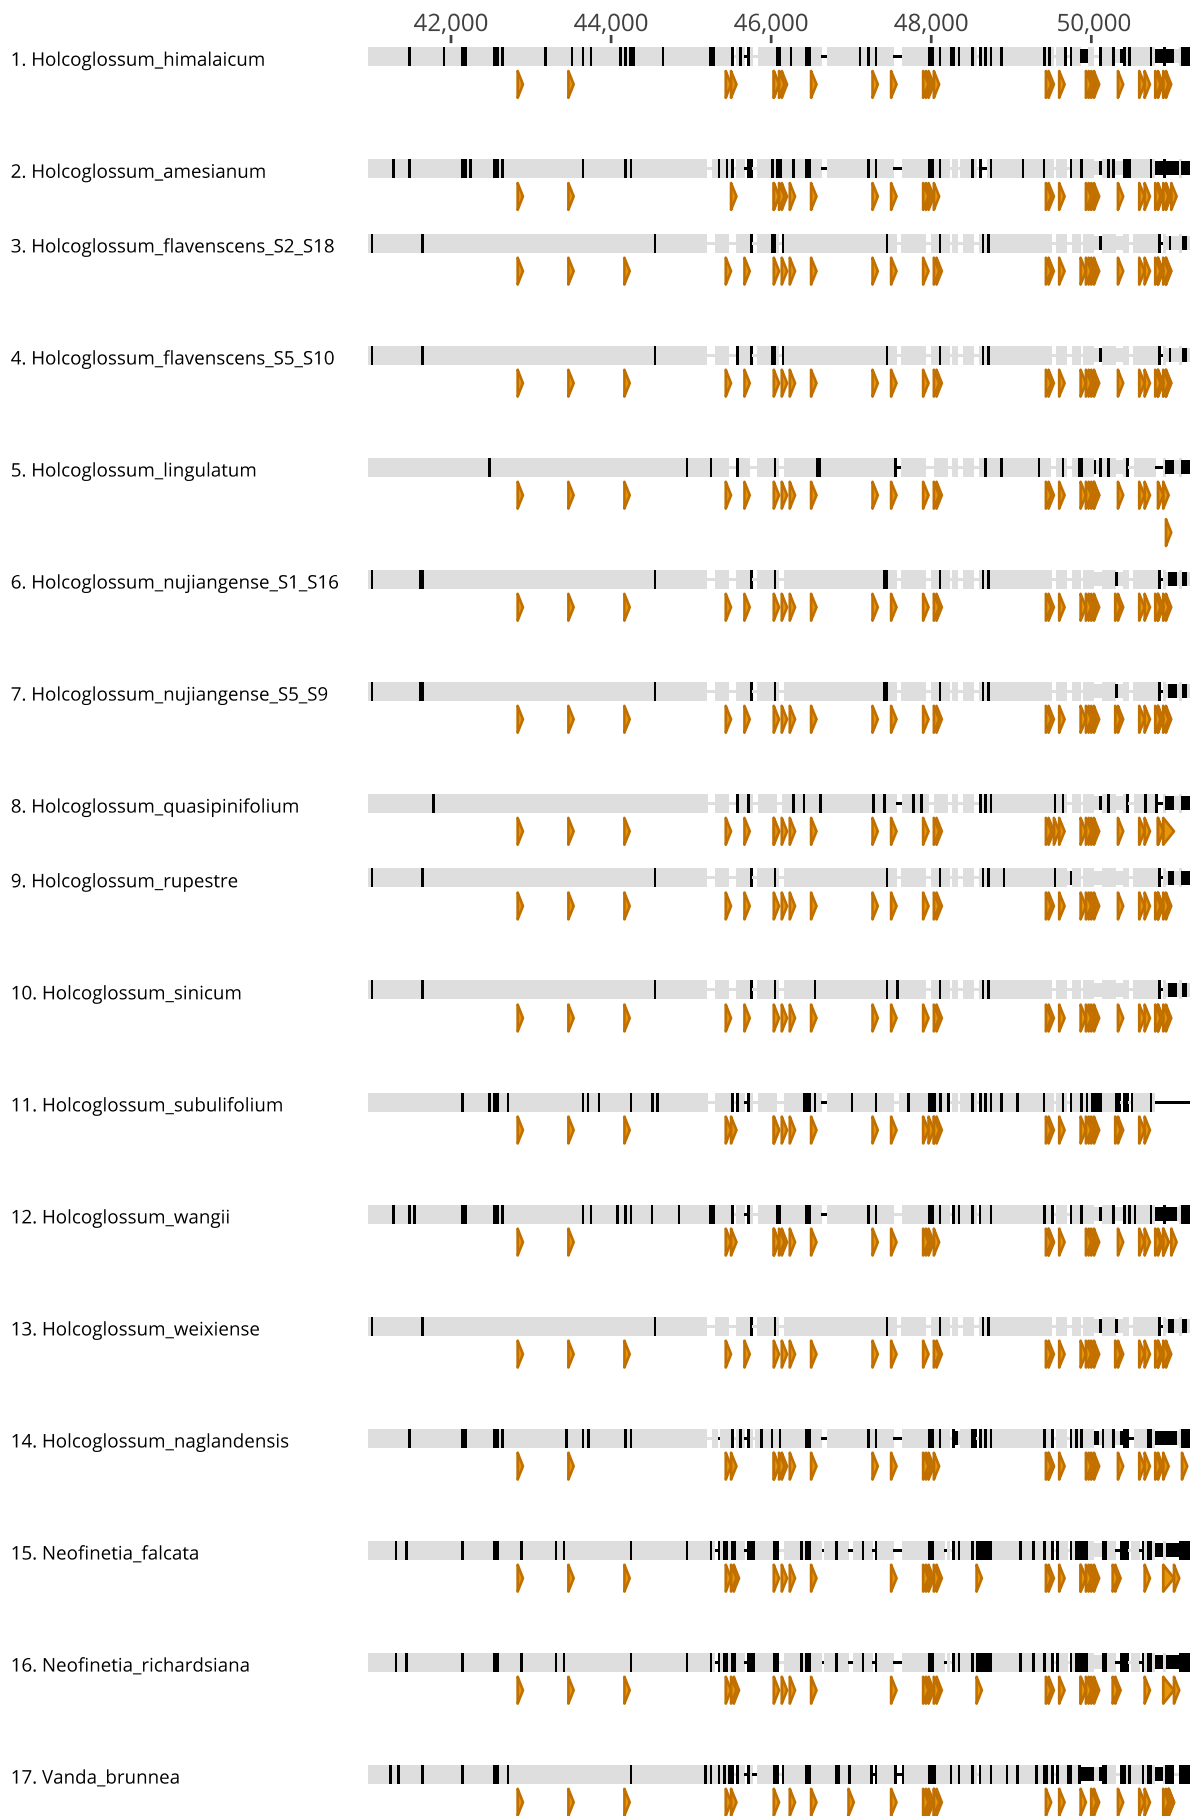 42,000 44,000 46,000 48,000 50,000
1. Holcoglossum_himalaicum
2. Holcoglossum_amesianum
3. Holcoglossum_flavenscens_S2_S18
4. Holcoglossum_flavenscens_S5_S10
5. Holcoglossum_lingulatum
6. Holcoglossum_nujiangense_S1_S16
7. Holcoglossum_nujiangense_S5_S9
8. Holcoglossum_quasipinifolium
9. Holcoglossum_rupestre
10. Holcoglossum_sinicum
11. Holcoglossum_subulifolium
12. Holcoglossum_wangii
13. Holcoglossum_weixiense
14. Holcoglossum_naglandensis
15. Neofinetia_falcata
16. Neofinetia_richardsiana
17. Vanda_brunnea